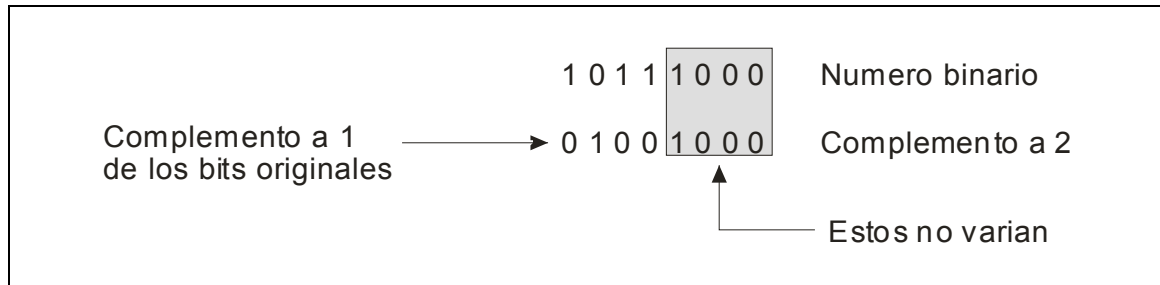 1 0 1 1 1 0 0 0 Numero binario
Complemento a 1
de los bits originales
0 1 0 0 1 0 0 0 Complemento a 2
Estos no varian